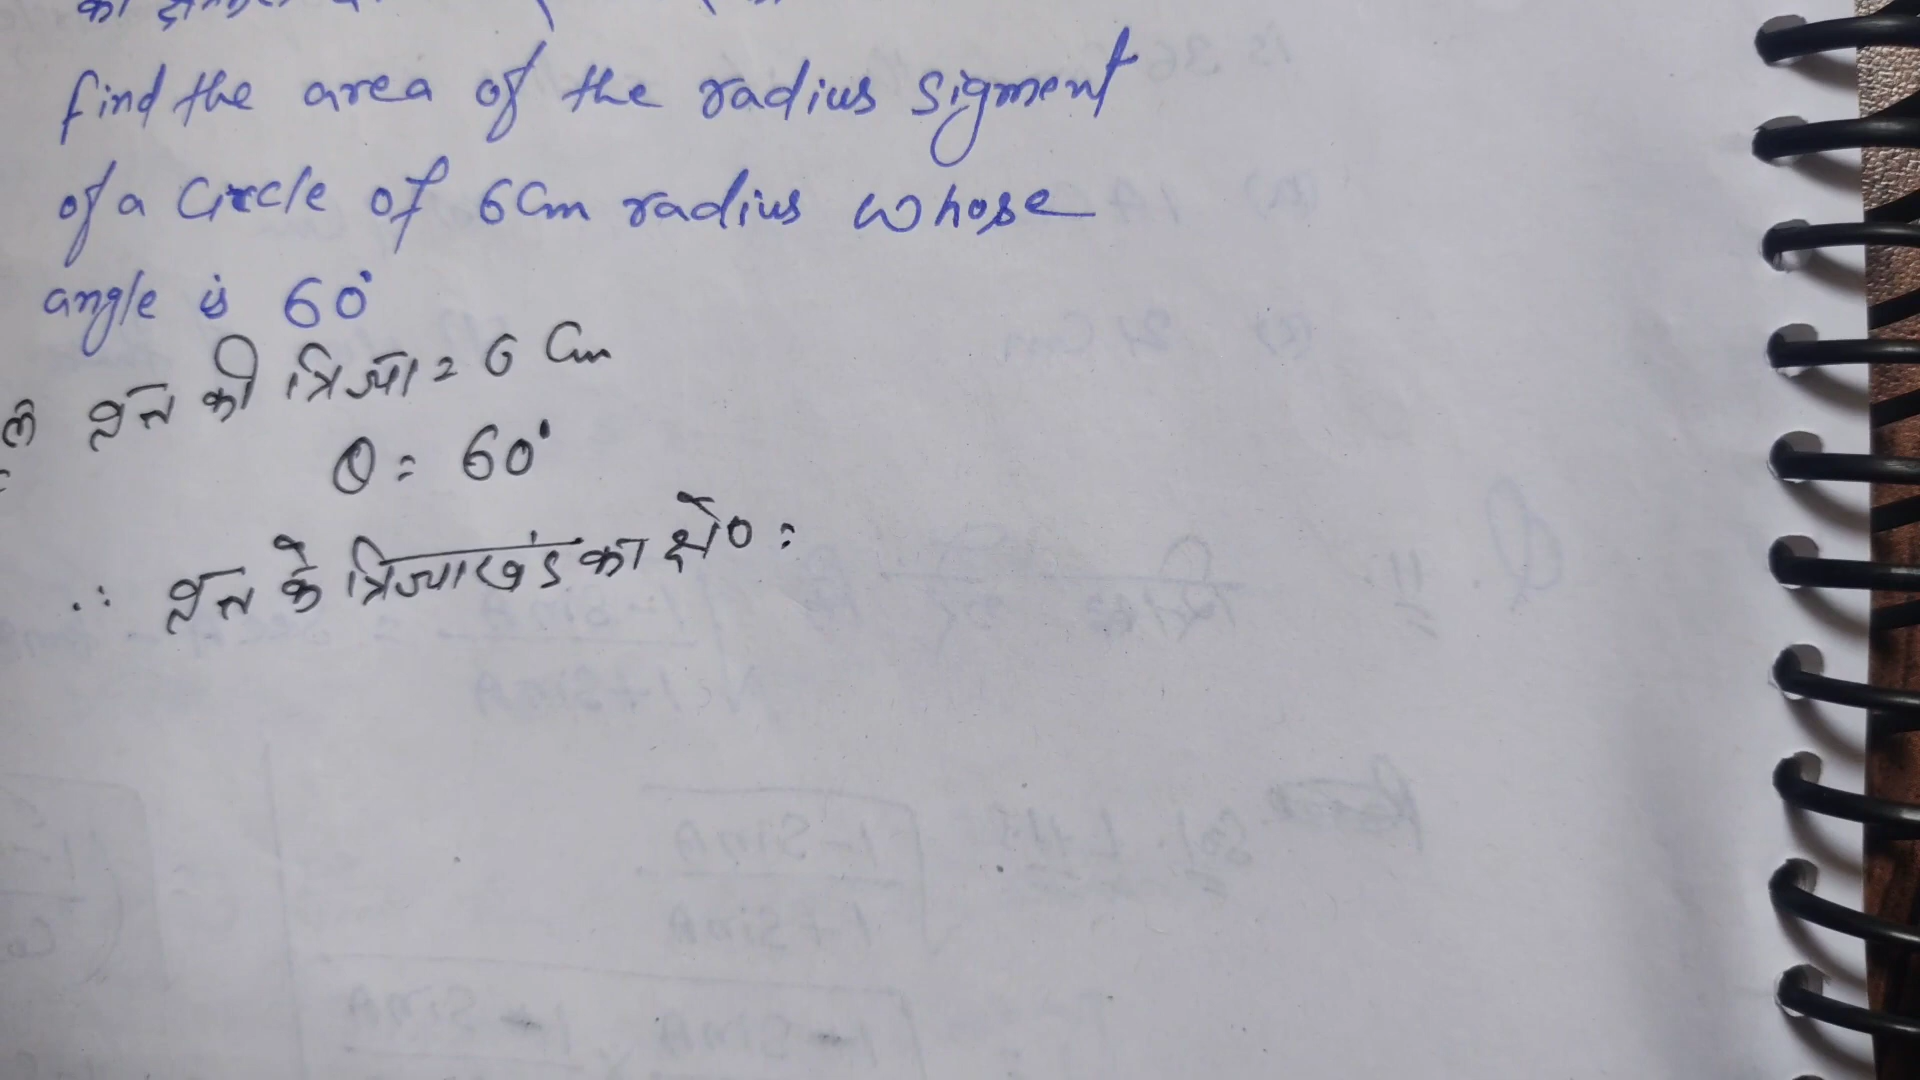 find the area of the radius sigment
of a Circle of 6Cm radius whose
angle is 60°
वृत्त की त्रिज्या = 6 Cm
θ = 60°
∴ वृत्त के त्रिज्याखंड का क्षे० =